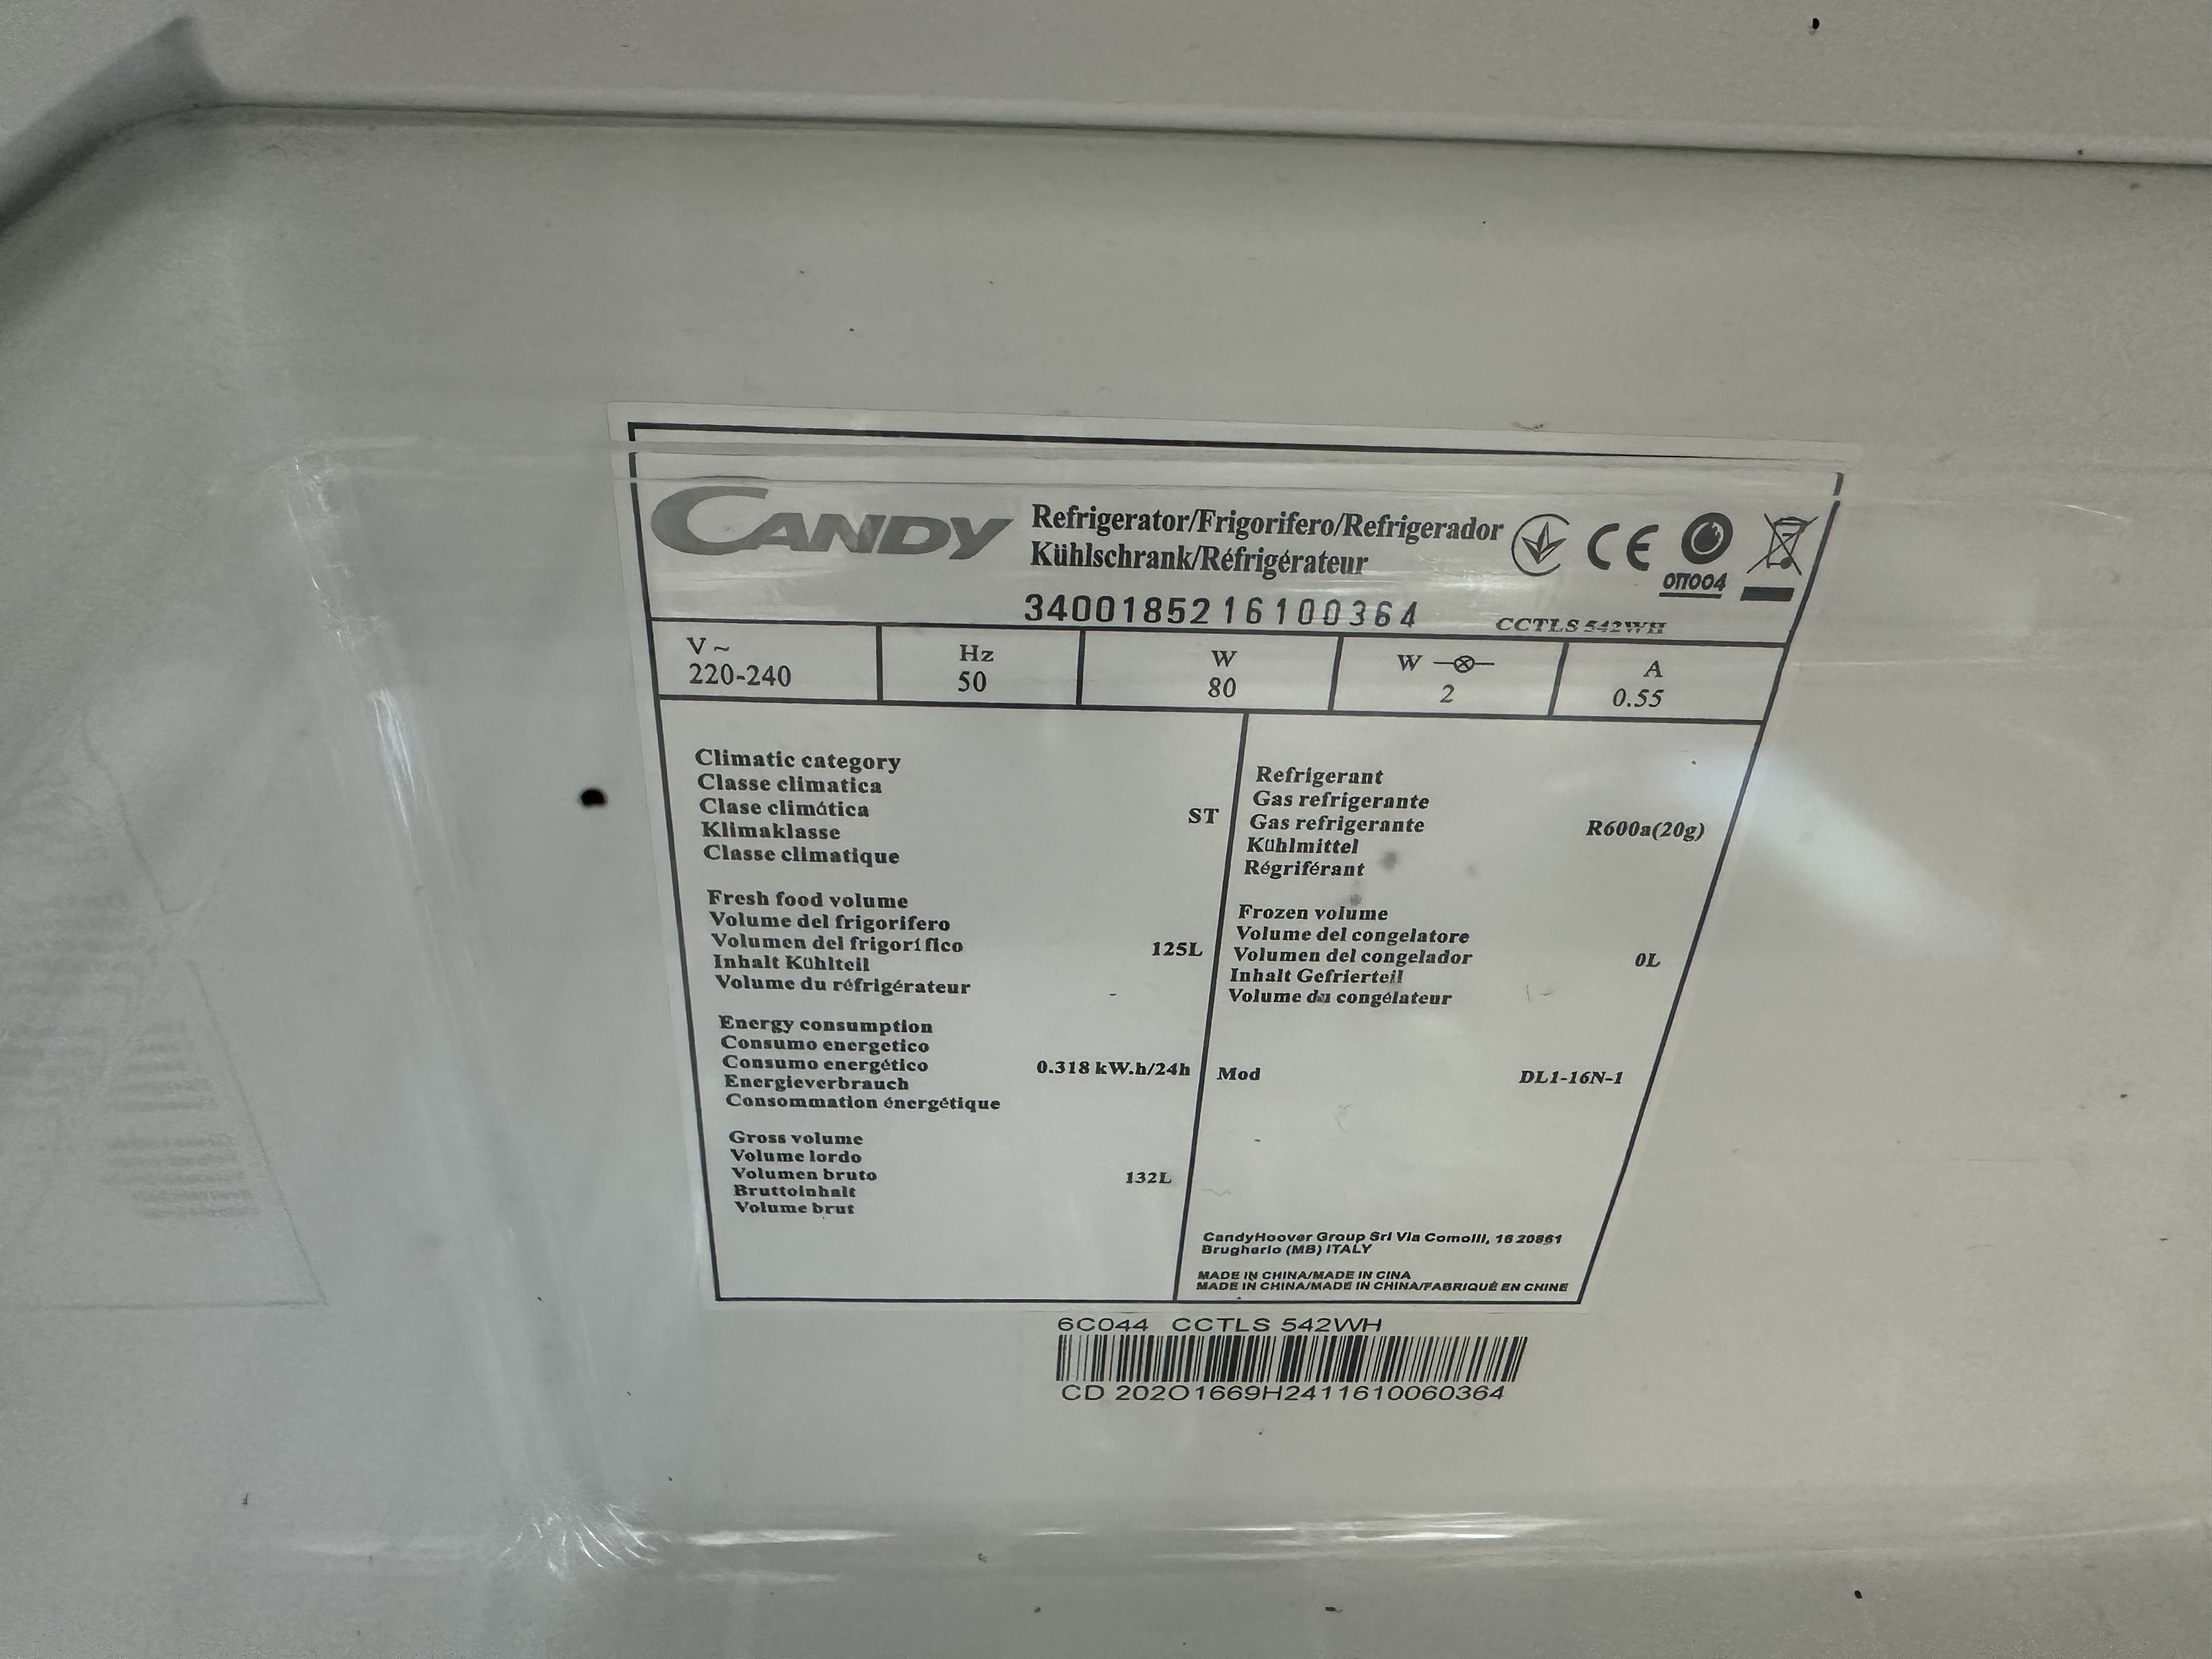 CANDY
Refrigerator/Frigorifero/Refrigerador
Kühlschrank/Réfrigérateur
CE
ОП004
34001852 16100364
CCTLS 542WH
V ~
220-240
Hz
50
W
80
W
2
A
0.55
Climatic category
Classe climatica
Clase climática
Klimaklasse
Classe climatique
ST
Refrigerant
Gas refrigerante
Gas refrigerante
Kühlmittel
Régriférant
R600a(20g)
Fresh food volume
Volume del frigorifero
Volumen del frigorífico
Inhalt Kühlteil
Volume du réfrigérateur
125L
Frozen volume
Volume del congelatore
Volumen del congelador
Inhalt Gefrierteil
Volume du congélateur
0L
Energy consumption
Consumo energetico
Consumo energético
Energieverbrauch
Consommation énergétique
0.318 kW.h/24h
Mod
DL1-16N-1
Gross volume
Volume lordo
Volumen bruto
Bruttoinhalt
Volume brut
132L
CandyHoover Group Srl Via Comolli, 16 20861
Brugherio (MB) ITALY
MADE IN CHINA/MADE IN CINA
MADE IN CHINA/MADE IN CHINA/FABRIQUÉ EN CHINE
6C044 CCTLS 542WH
CD 202O1669H2411610060364